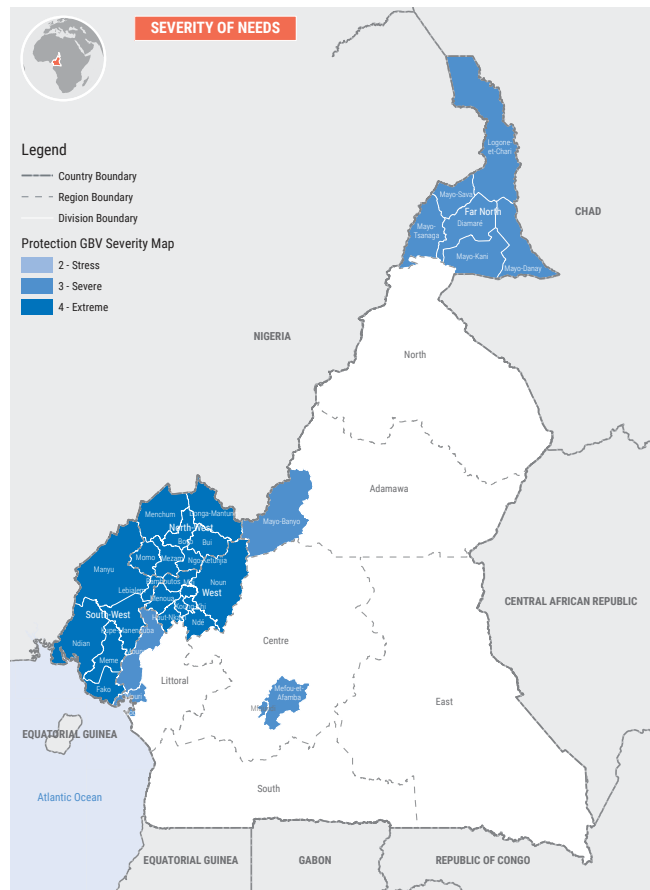 SEVERITY OF NEEDS
Legend
Country Boundary
Region Boundary
Division Boundary
Protection GBV Severity Map
2 - Stress
3 - Severe
4 - Extreme
Logone-
et-Chari
Mayo-Sava
Far North
Mayo-
Tsanaga
Diamaré
Mayo-Kani
Mayo-Danay
CHAD
NIGERIA
North
Adamawa
Mayo-Banyo
Menchum
Donga-Mantung
North-West
Boyo
Bui
Momo
Mezam
Ngo-Ketunjia
Manyu
Bamboutos
Noun
Lebialem
Menoua
West
South-West
Ndé
Kupe-Manenguba
Ndian
Meme
Fako
Centre
CENTRAL AFRICAN REPUBLIC
Littoral
Mefou-et-
Afamba
East
EQUATORIAL GUINEA
South
Atlantic Ocean
EQUATORIAL GUINEA
GABON
REPUBLIC OF CONGO